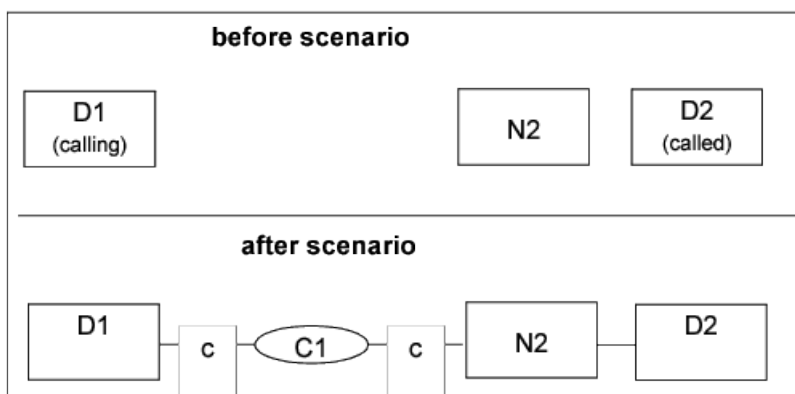 before scenario
D1
(calling)
N2
D2
(called)
after scenario
D1
c
C1
c
N2
D2